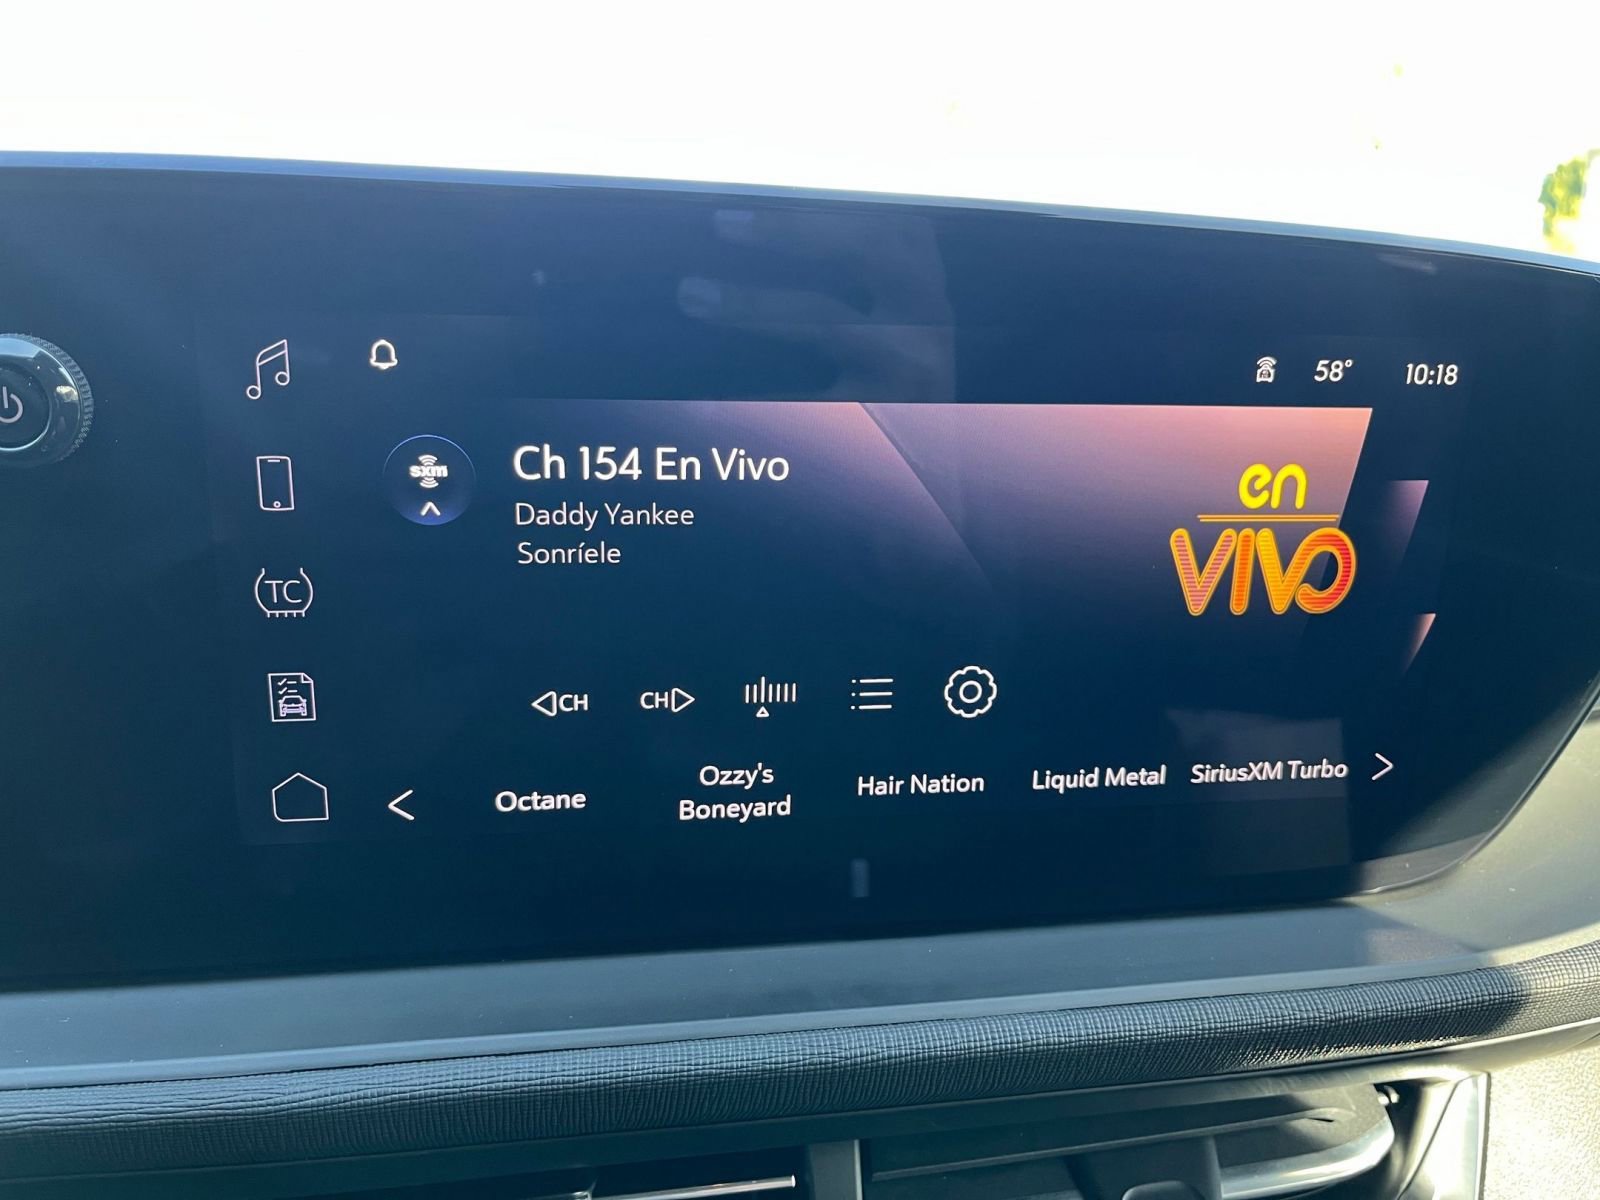 58°
10:18
sxm
Ch 154 En Vivo
Daddy Yankee
Sonríele
en
VIVO
TC
CH
CH
Octane
Ozzy's
Boneyard
Hair Nation
Liquid Metal
SiriusXM Turbo